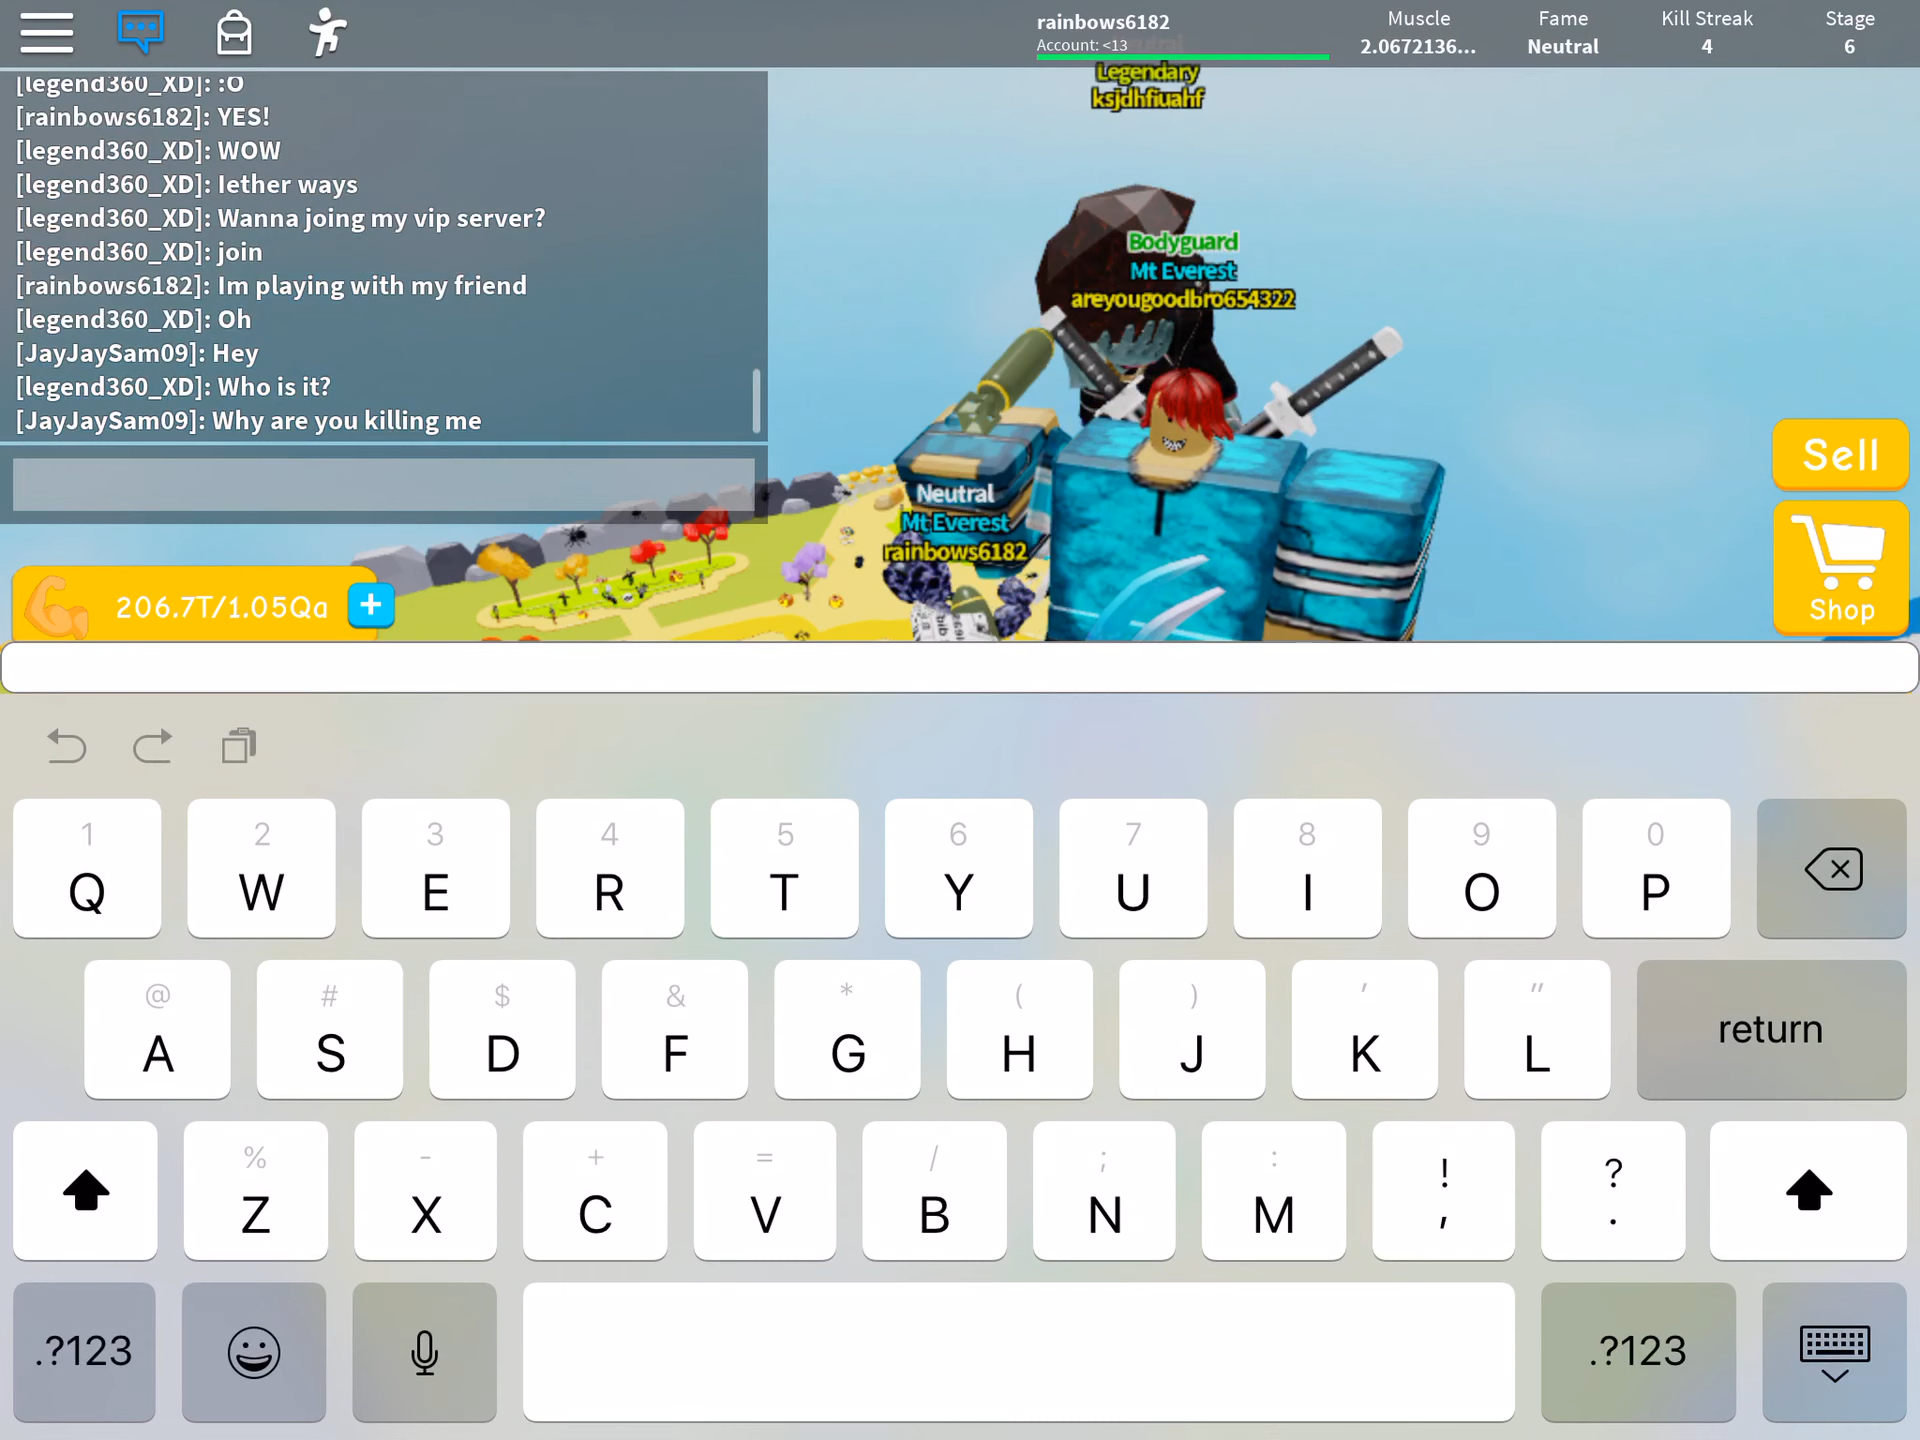 rainbows6182
Account: <13
Muscle
2.0672136...
Fame
Neutral
Kill Streak
4
Stage
6
[legend360_XD]: :O
[rainbows6182]: YES!
[legend360_XD]: WOW
[legend360_XD]: Iether ways
[legend360_XD]: Wanna joing my vip server?
[legend360_XD]: join
[rainbows6182]: Im playing with my friend
[legend360_XD]: Oh
[JayJaySam09]: Hey
[legend360_XD]: Who is it?
[JayJaySam09]: Why are you killing me
Legendary
ksjdhfiuahf
Bodyguard
Mt Everest
areyougoodbro654322
Neutral
Mt Everest
rainbows6182
Sell
Shop
206.7T/1.05Qa
+
1 2 3 4 5 6 7 8 9 0
Q W E R T Y U I O P
@ # $ & * ( ) ' "
A S D F G H J K L return
% - + = / ; : ! ?
Z X C V B N M , .
.?123 .?123